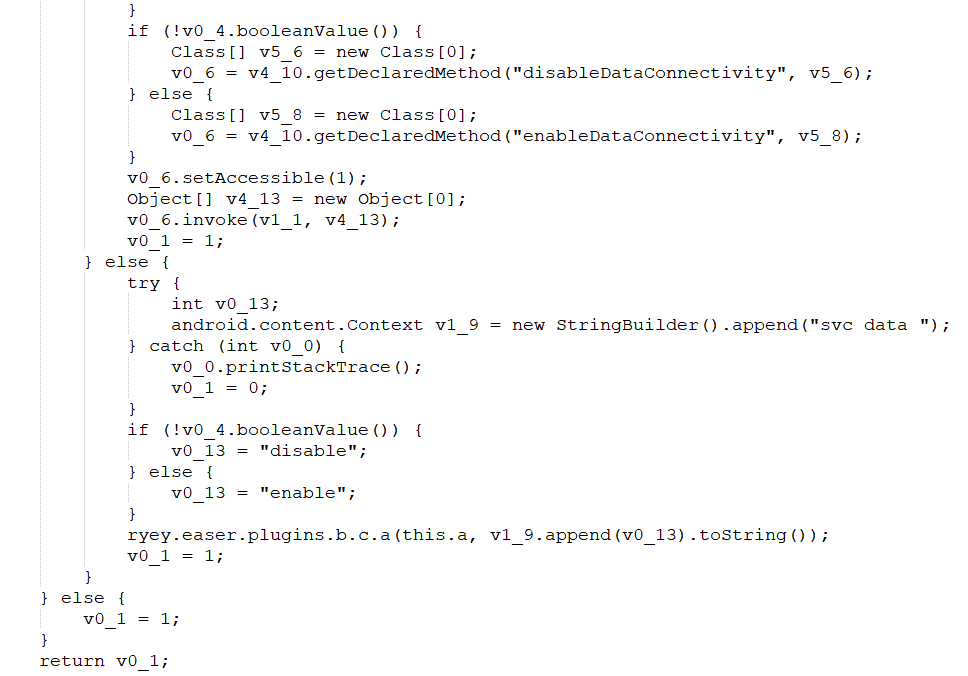 }
if (!v0_4.booleanValue()) {
Class[] v5_6 = new Class[0];
v0_6 = v4_10.getDeclaredMethod("disableDataConnectivity", v5_6);
} else {
Class[] v5_8 = new Class[0];
v0_6 = v4_10.getDeclaredMethod("enableDataConnectivity", v5_8);
}
v0_6.setAccessible(1);
Object[] v4_13 = new Object[0];
v0_6.invoke(v1_1, v4_13);
v0_1 = 1;
} else {
try {
int v0_13;
android.content.Context v1_9 = new StringBuilder().append("svc data ");
} catch (int v0_0) {
v0_0.printStackTrace();
v0_1 = 0;
}
if (!v0_4.booleanValue()) {
v0_13 = "disable";
} else {
v0_13 = "enable";
}
ryey.easer.plugins.b.c.a(this.a, v1_9.append(v0_13).toString());
v0_1 = 1;
}
} else {
v0_1 = 1;
}
return v0_1;